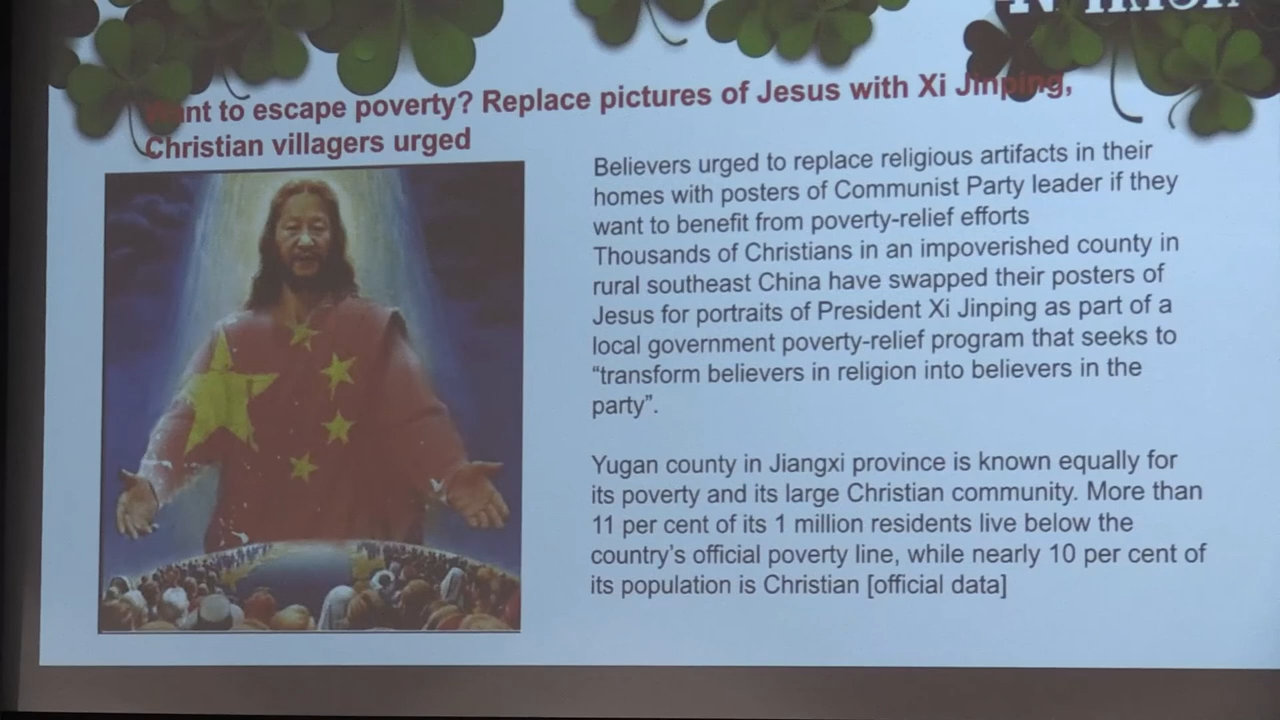 to escape poverty? Replace pictures of Jesus with Xi Jinping,
Christian villagers urged
Believers urged to replace religious artifacts in their
homes with posters of Communist Party leader if they
want to benefit from poverty-relief efforts
Thousands of Christians in an impoverished county in
rural southeast China have swapped their posters of
Jesus for portraits of President Xi Jinping as part of a
local government poverty-relief program that seeks to
“transform believers in religion into believers in the
party”.
Yugan county in Jiangxi province is known equally for
its poverty and its large Christian community. More than
11 per cent of its 1 million residents live below the
country’s official poverty line, while nearly 10 per cent of
its population is Christian [official data]